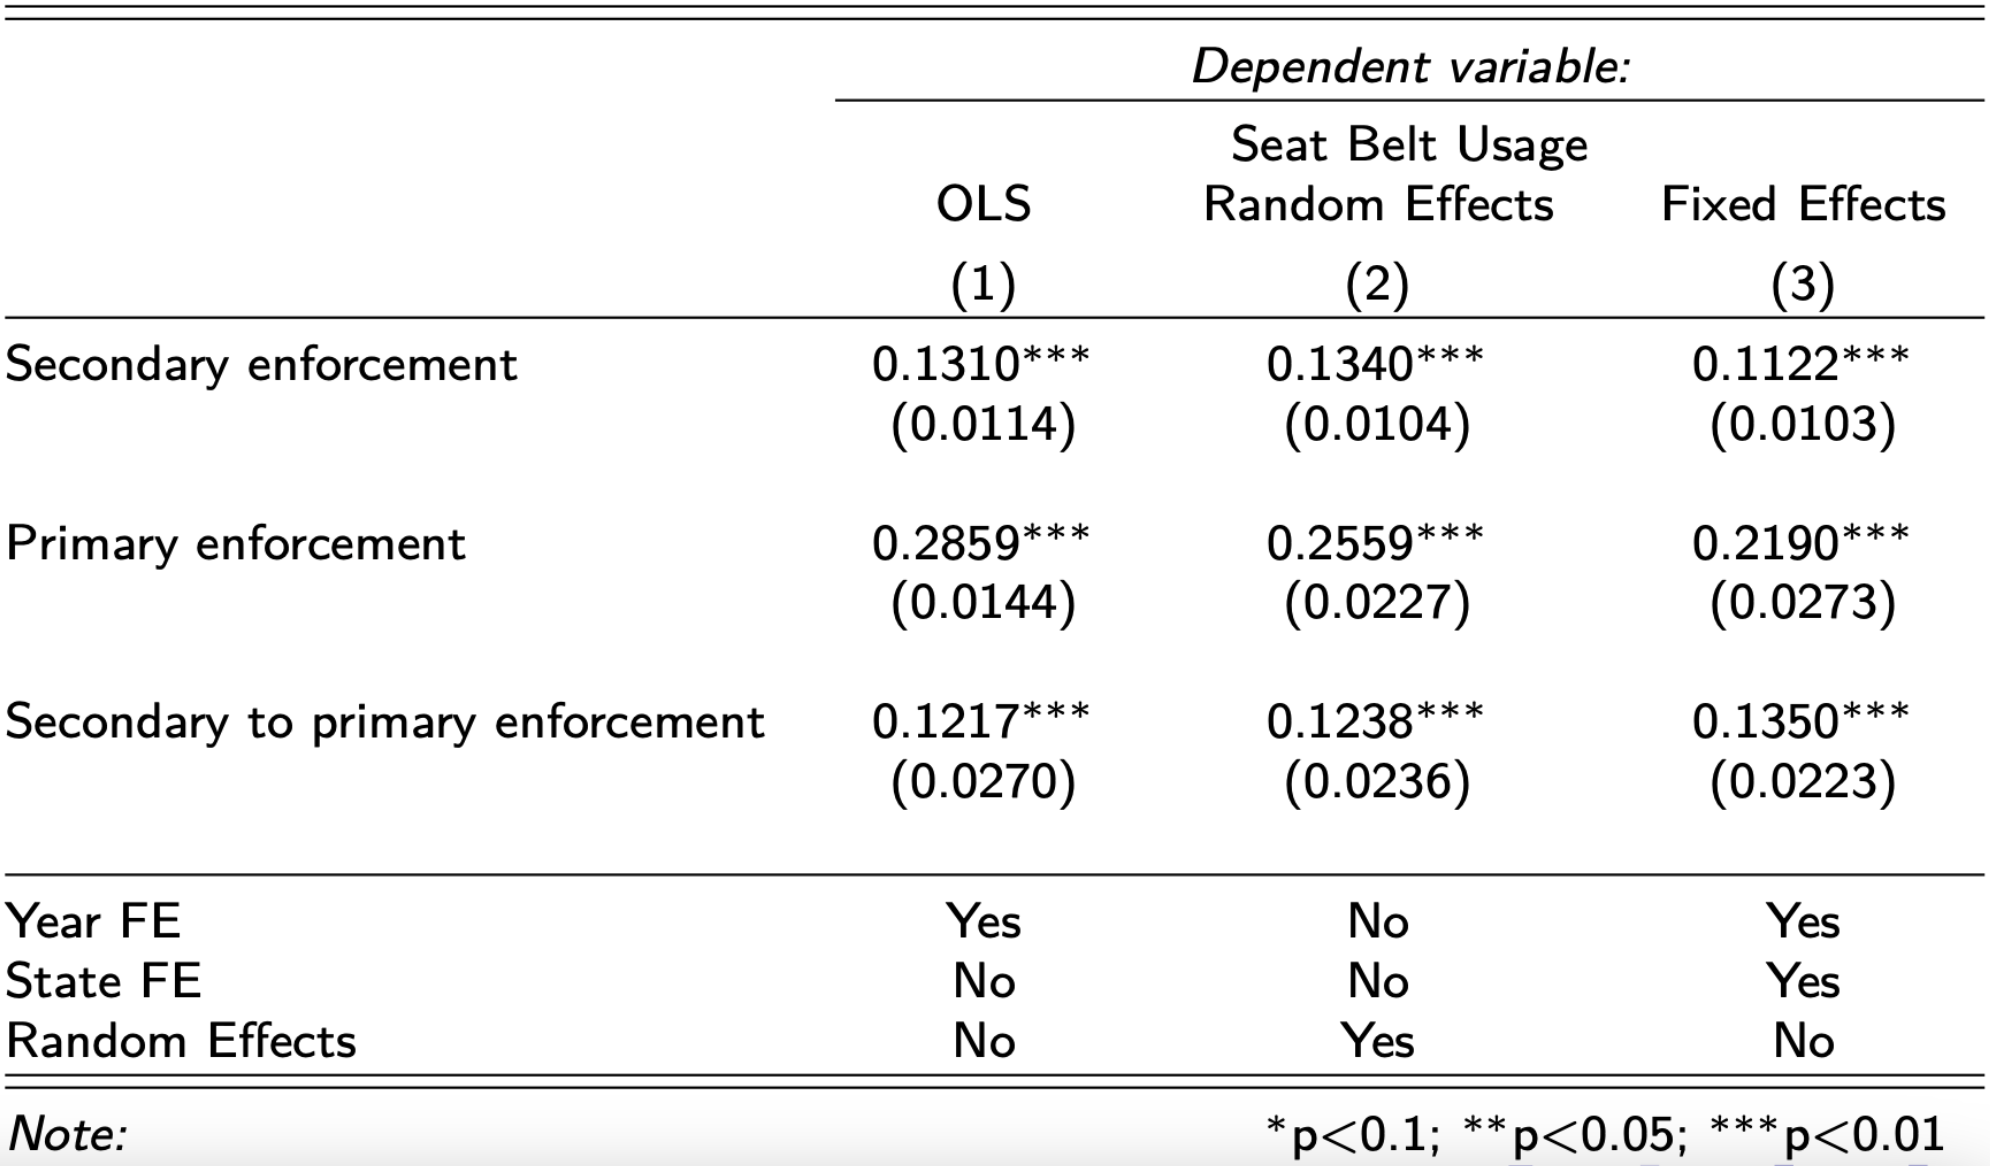 Dependent variable:
Seat Belt Usage
OLS Random Effects Fixed Effects
(1) (2) (3)
Secondary enforcement 0.1310*** 0.1340*** 0.1122***
(0.0114) (0.0104) (0.0103)
Primary enforcement 0.2859*** 0.2559*** 0.2190***
(0.0144) (0.0227) (0.0273)
Secondary to primary enforcement 0.1217*** 0.1238*** 0.1350***
(0.0270) (0.0236) (0.0223)
Year FE Yes No Yes
State FE No No Yes
Random Effects No Yes No
Note: *p<0.1; **p<0.05; ***p<0.01